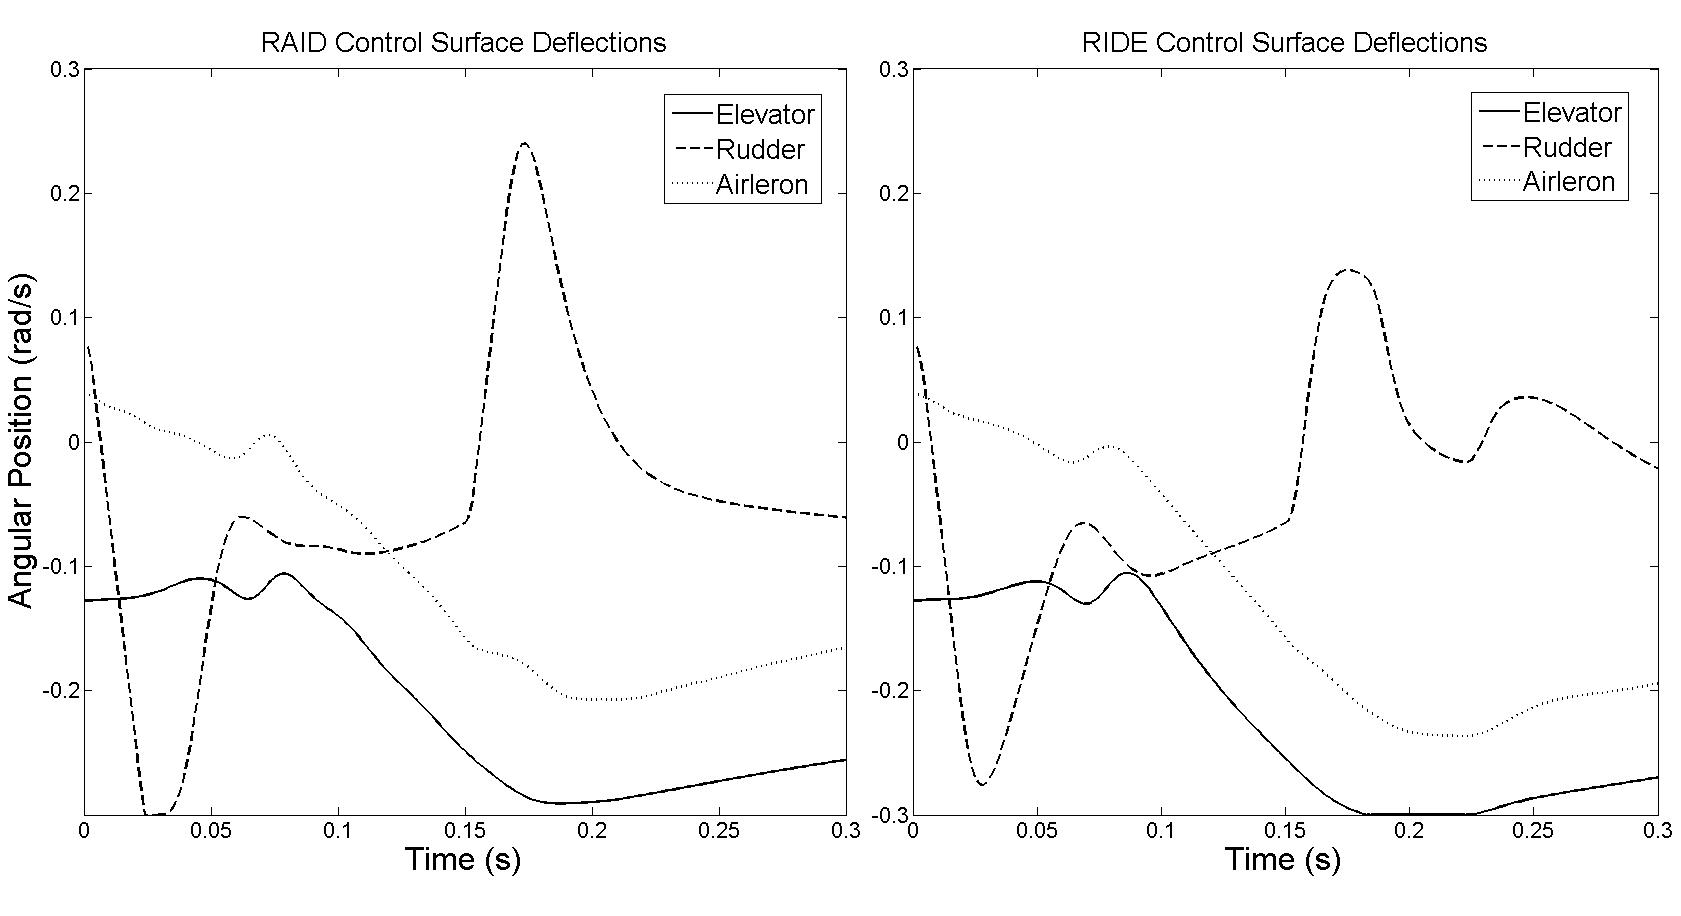 RAID Control Surface Deflections
0.3
0.2
0.1
0
-0.1
-0.2
Angular Position (rad/s)
Elevator
Rudder
Airleron
0
0.05
0.1
0.15
0.2
0.25
0.3
Time (s)
RIDE Control Surface Deflections
0.3
0.2
0.1
0
-0.1
-0.2
-0.3
Elevator
Rudder
Airleron
0
0.05
0.1
0.15
0.2
0.25
0.3
Time (s)